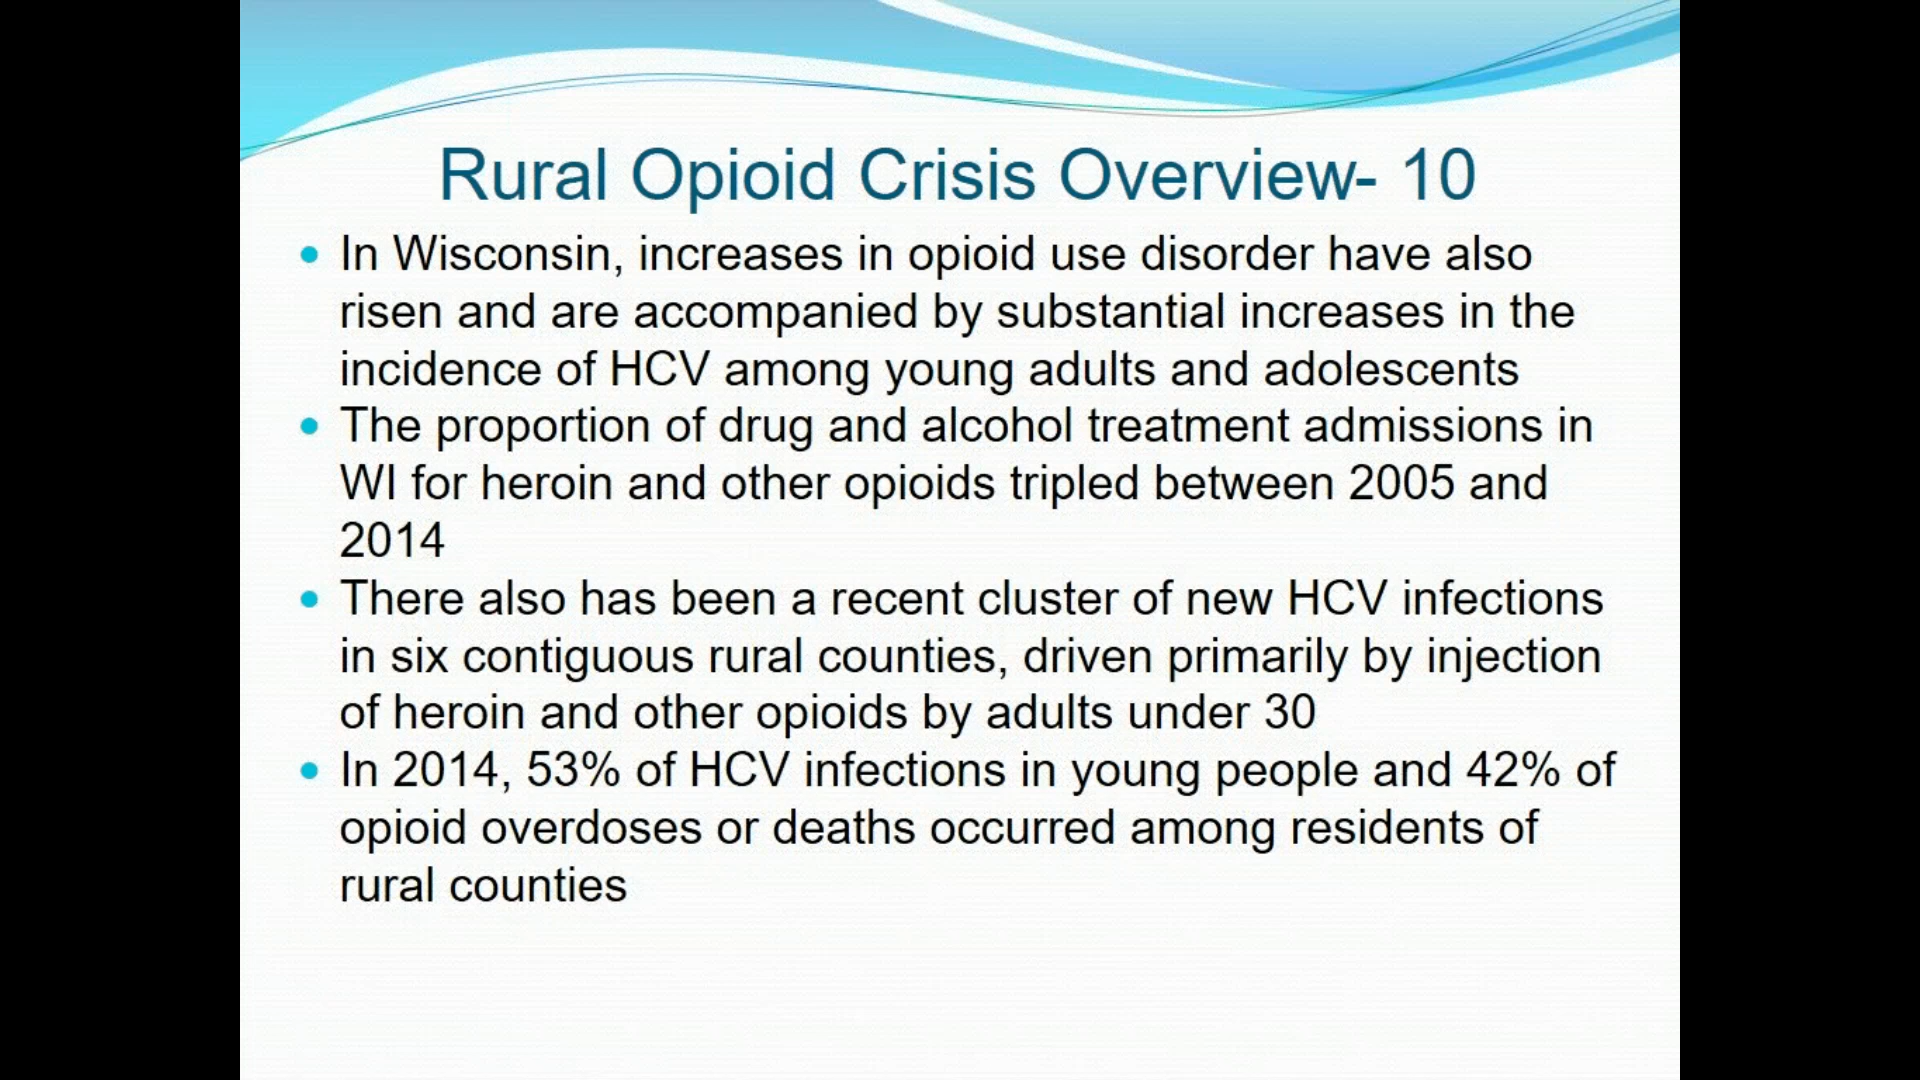 Rural Opioid Crisis Overview- 10
• In Wisconsin, increases in opioid use disorder have also
risen and are accompanied by substantial increases in the
incidence of HCV among young adults and adolescents
• The proportion of drug and alcohol treatment admissions in
WI for heroin and other opioids tripled between 2005 and
2014
• There also has been a recent cluster of new HCV infections
in six contiguous rural counties, driven primarily by injection
of heroin and other opioids by adults under 30
• In 2014, 53% of HCV infections in young people and 42% of
opioid overdoses or deaths occurred among residents of
rural counties